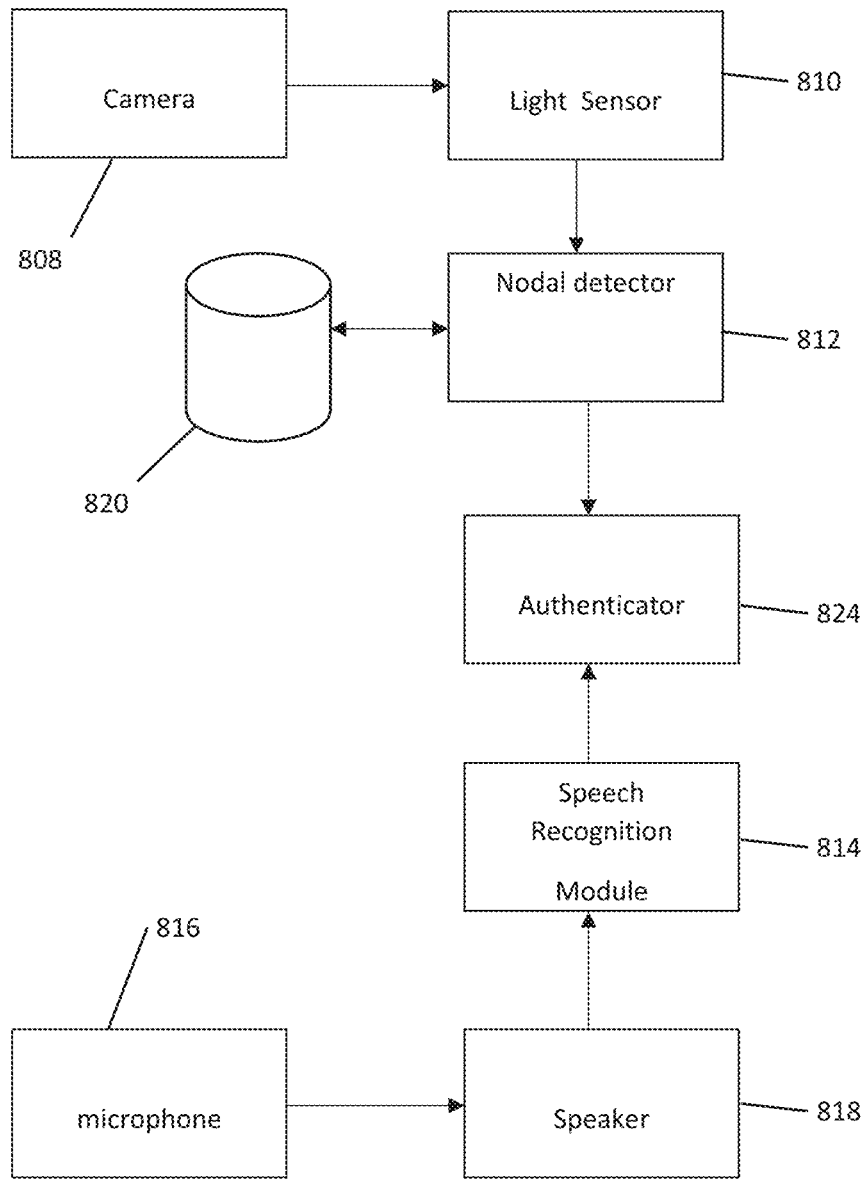 Camera
Light Sensor
810
808
Nodal detector
812
820
Authenticator
824
Speech
Recognition
Module
814
816
microphone
Speaker
818